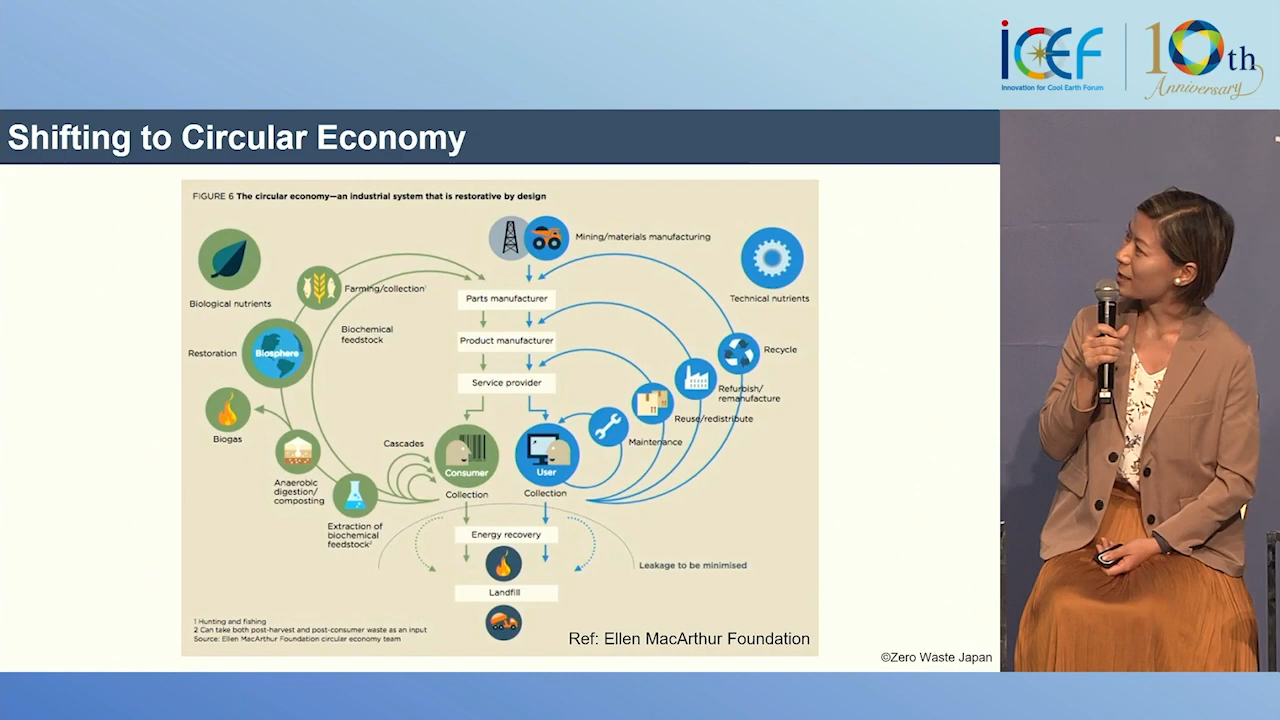 iCEF
Innovation for Cool Earth Forum
10th
Anniversary
Shifting to Circular Economy
FIGURE 6 The circular economy—an industrial system that is restorative by design
Mining/materials manufacturing
Biological nutrients
Technical nutrients
Farming/collection¹
Parts manufacturer
Biochemical
feedstock
Product manufacturer
Restoration
Biosphere
Recycle
Service provider
Refurbish/
remanufacture
Reuse/redistribute
Biogas
Maintenance
Cascades
Consumer
User
Anaerobic
digestion/
composting
Collection
Collection
Extraction of
biochemical
feedstock²
Energy recovery
Leakage to be minimised
Landfill
1 Hunting and fishing
2 Can take both post-harvest and post-consumer waste as an input
Source: Ellen MacArthur Foundation circular economy team
Ref: Ellen MacArthur Foundation
©Zero Waste Japan